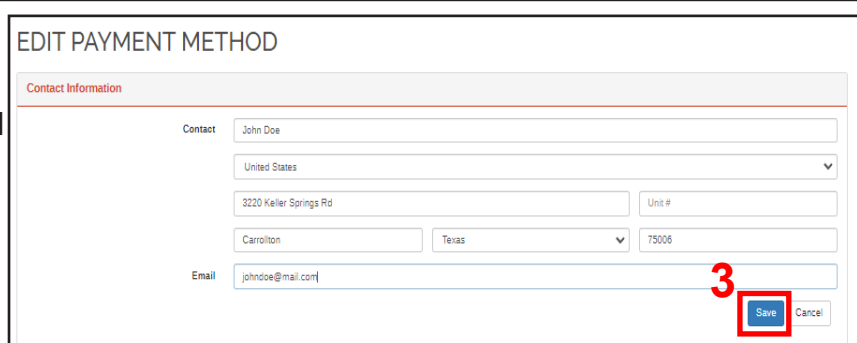 EDIT PAYMENT METHOD
Contact Information
Contact John Doe
United States
3220 Keller Springs Rd Unit #
Carrollton Texas 75006
Email johndoe@mail.com
3
Save Cancel